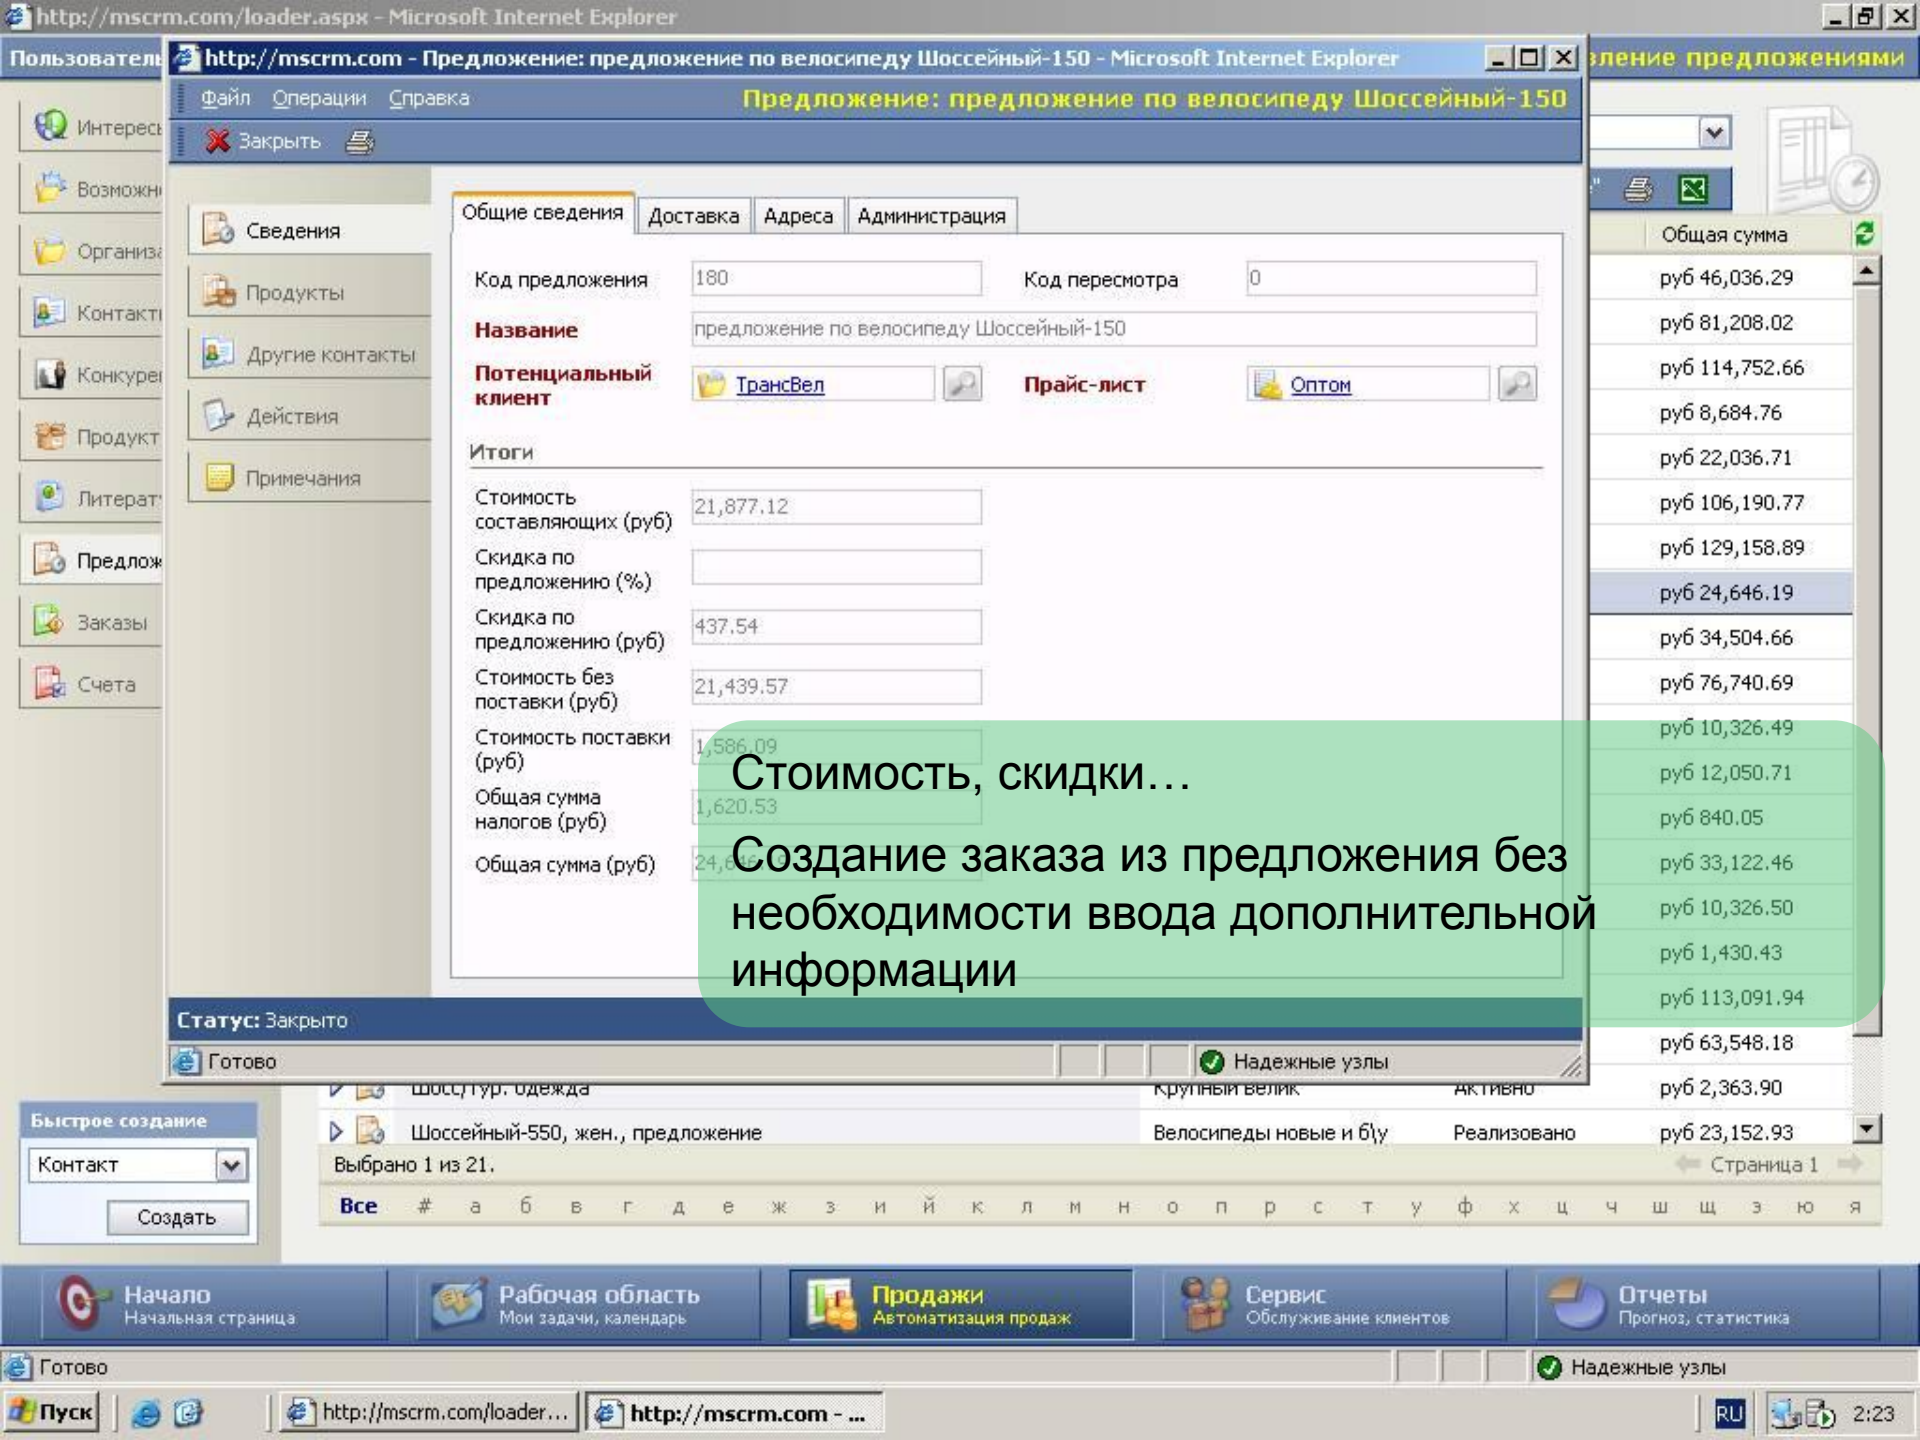 http://mscrm.com/loader.aspx - Microsoft Internet Explorer
http://mscrm.com - Предложение: предложение по велосипеду Шоссейный-150 - Microsoft Internet Explorer
Файл Операции Справка
Предложение: предложение по велосипеду Шоссейный-150
Закрыть
Сведения
Продукты
Другие контакты
Действия
Примечания
Общие сведения Доставка Адреса Администрация
Код предложения 180 Код пересмотра 0
Название предложение по велосипеду Шоссейный-150
Потенциальный
клиент ТрансВел Прайс-лист Оптом
Итоги
Стоимость
составляющих (руб) 21,877.12
Скидка по
предложению (%)
Скидка по
предложению (руб) 437.54
Стоимость без
поставки (руб) 21,439.57
Стоимость поставки
(руб) 1,586.09
Общая сумма
налогов (руб) 1,620.53
Общая сумма (руб)
Стоимость, скидки…
Создание заказа из предложения без
необходимости ввода дополнительной
информации
Статус: Закрыто
Готово Надежные узлы
предложениями
Заказы
Счета
Общая сумма
руб 46,036.29
руб 81,208.02
руб 114,752.66
руб 8,684.76
руб 22,036.71
руб 106,190.77
руб 129,158.89
руб 24,646.19
руб 34,504.66
руб 76,740.69
руб 10,326.49
руб 12,050.71
руб 840.05
руб 33,122.46
руб 10,326.50
руб 1,430.43
руб 113,091.94
руб 63,548.18
Шосс/Тур. Одежда Крупный велик Активно руб 2,363.90
Шоссейный-550, жен., предложение Велосипеды новые и б\у Реализовано руб 23,152.93
Выбрано 1 из 21. Страница 1
Все # а б в г д е ж з и й к л м н о п р с т у ф х ц ч ш щ э ю я
Быстрое создание
Контакт
Создать
Начало
Начальная страница
Рабочая область
Мои задачи, календарь
Продажи
Автоматизация продаж
Сервис
Обслуживание клиентов
Отчеты
Прогноз, статистика
Готово Надежные узлы
Пуск http://mscrm.com/loader... http://mscrm.com - ... RU 2:23